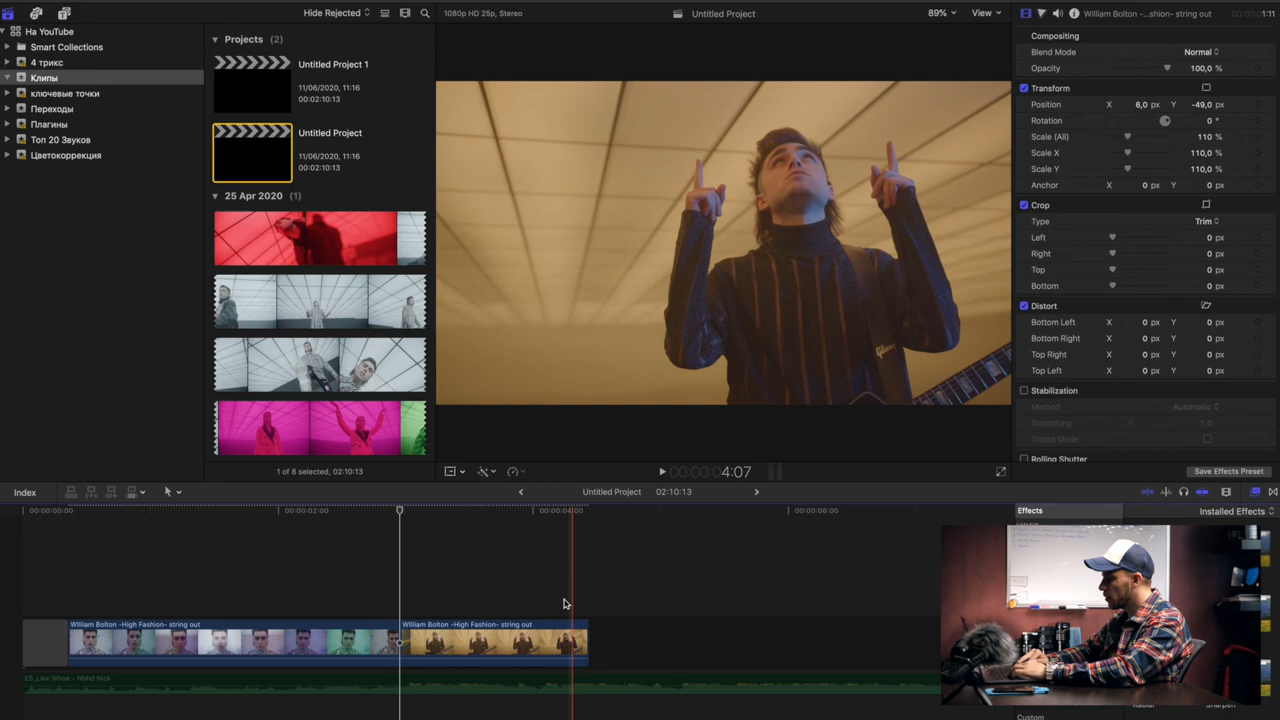 Hide Rejected
1080p HD 25p, Stereo
Untitled Project
89%
View
William Bolton -...shion- string out
1:11
На YouTube
Smart Collections
4 трикс
Клипы
ключевые точки
Переходы
Плагины
Топ 20 Звуков
Цветокоррекция
Projects (2)
Untitled Project 1
11/06/2020, 11:16
00:02:10:13
Untitled Project
11/06/2020, 11:16
00:02:10:13
25 Apr 2020 (1)
1 of 8 selected, 02:10:13
00:00:00:04:07
Compositing
Blend Mode Normal
Opacity 100,0 %
Transform
Position X 6,0 px Y -49,0 px
Rotation 0 °
Scale (All) 110 %
Scale X 110,0 %
Scale Y 110,0 %
Anchor X 0 px Y 0 px
Crop
Type Trim
Left 0 px
Right 0 px
Top 0 px
Bottom 0 px
Distort
Bottom Left X 0 px Y 0 px
Bottom Right X 0 px Y 0 px
Top Right X 0 px Y 0 px
Top Left X 0 px Y 0 px
Stabilization
Method Automatic
Smoothing 1,0
Tripod Mode
Rolling Shutter
Save Effects Preset
Index
Untitled Project 02:10:13
00:00:00:00
00:00:02:00
00:00:04:00
00:00:06:00
Effects
Installed Effects
William Bolton -High Fashion- string out
William Bolton -High Fashion- string out
ES_Like Whoa - Nbhd Nick
Custom